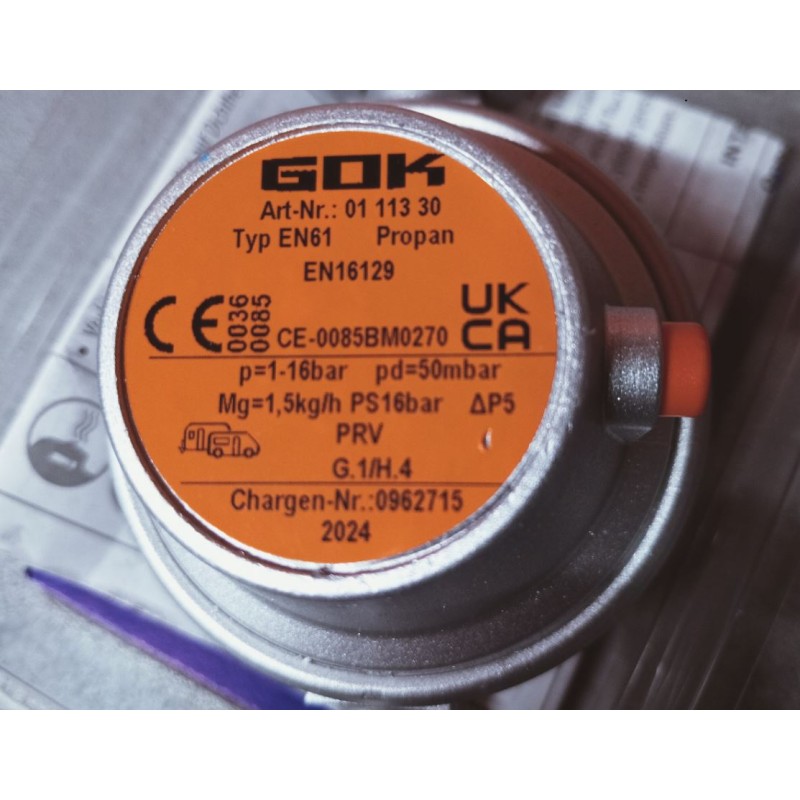 GOK
Art-Nr.: 01 113 30
Typ EN61 Propan
EN16129
CE 0036 0085 CE-0085BM0270 UK CA
p=1-16bar pd=50mbar
Mg=1,5kg/h PS16bar ΔP5
PRV
G.1/H.4
Chargen-Nr.:0962715
2024